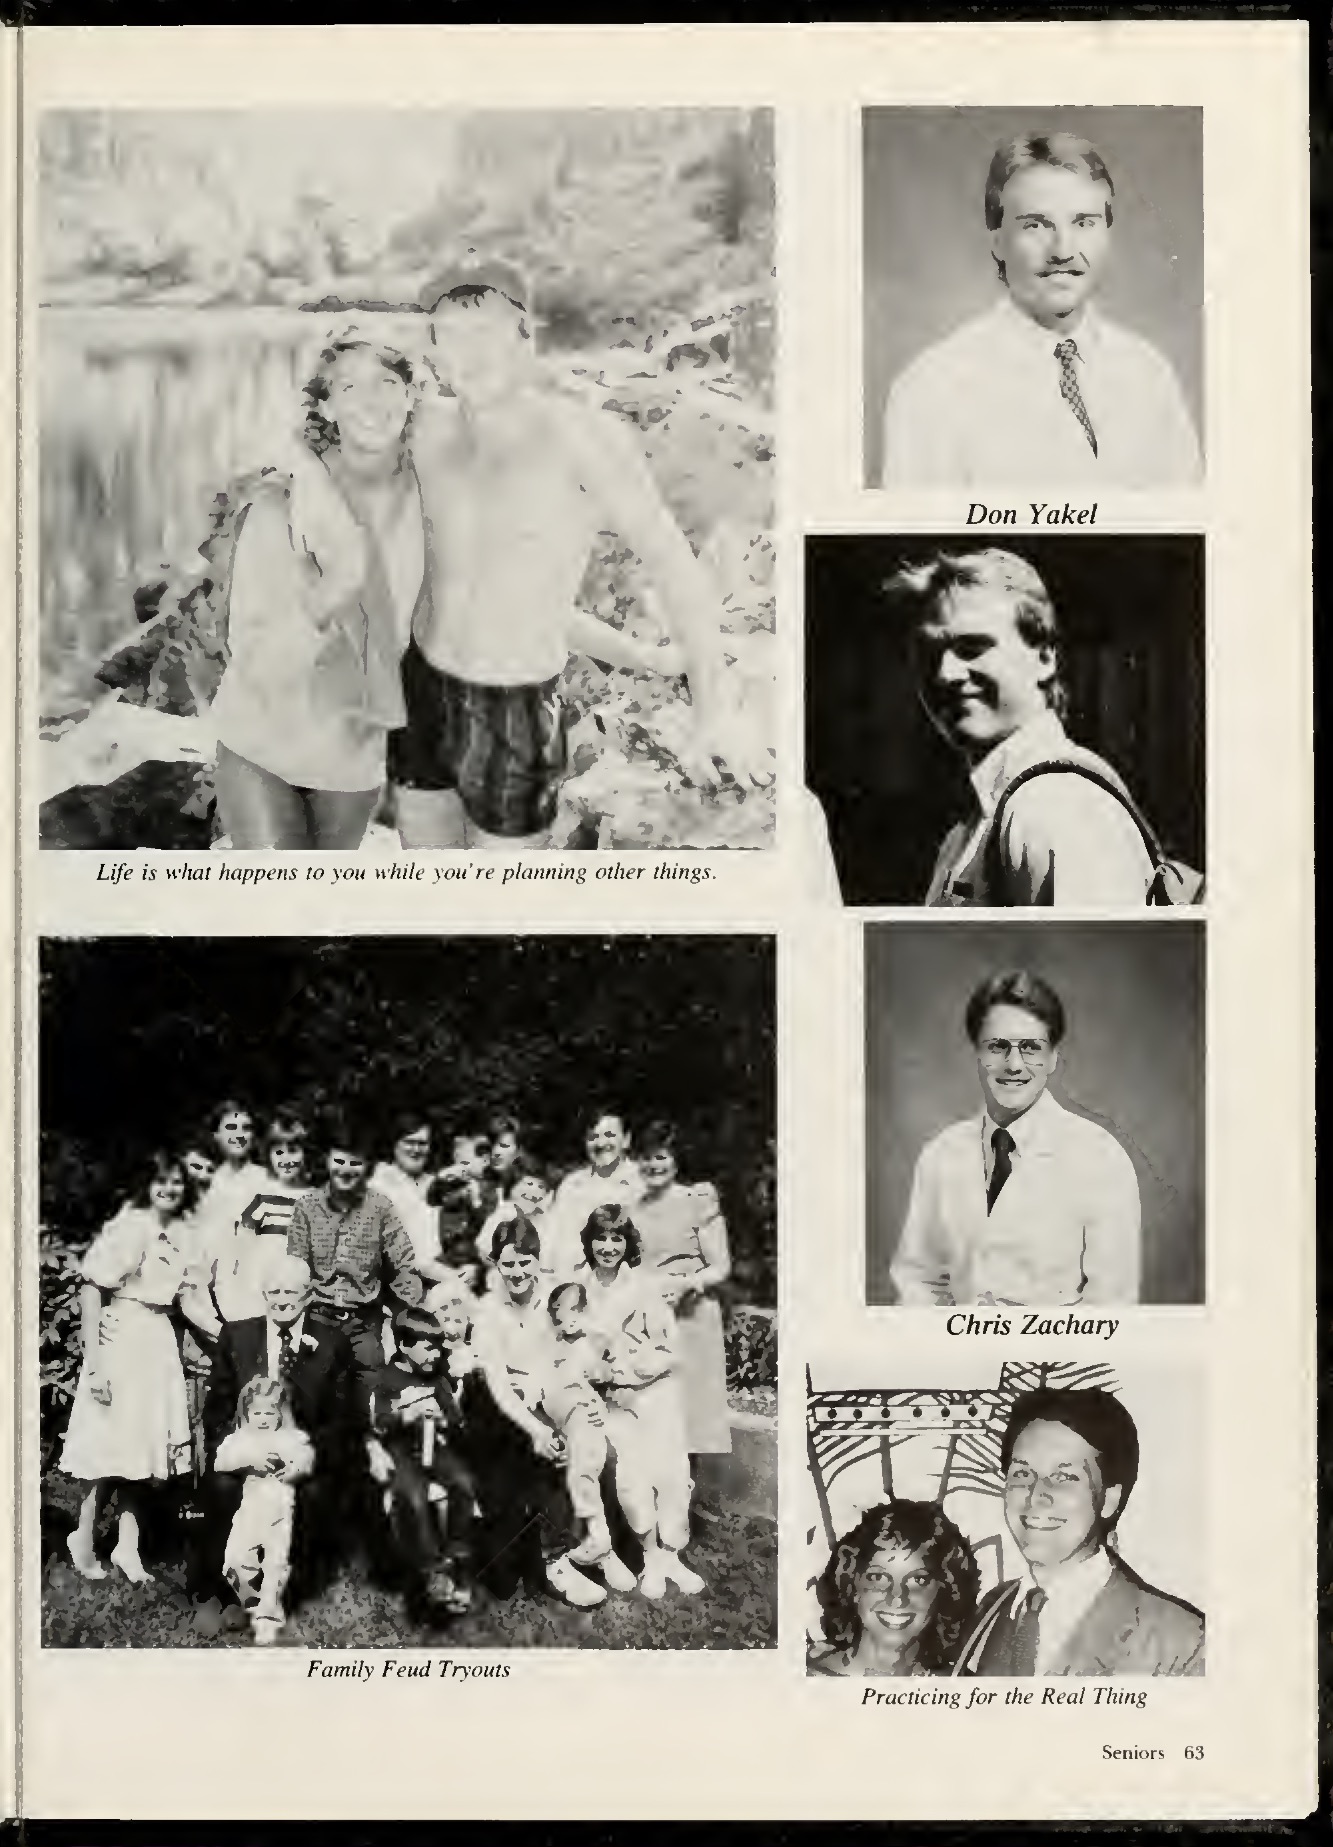 Don Yakel
Life is what happens to you while you're planning other things.
Chris Zachary
Family Feud Tryouts
Practicing for the Real Thing
Seniors 63